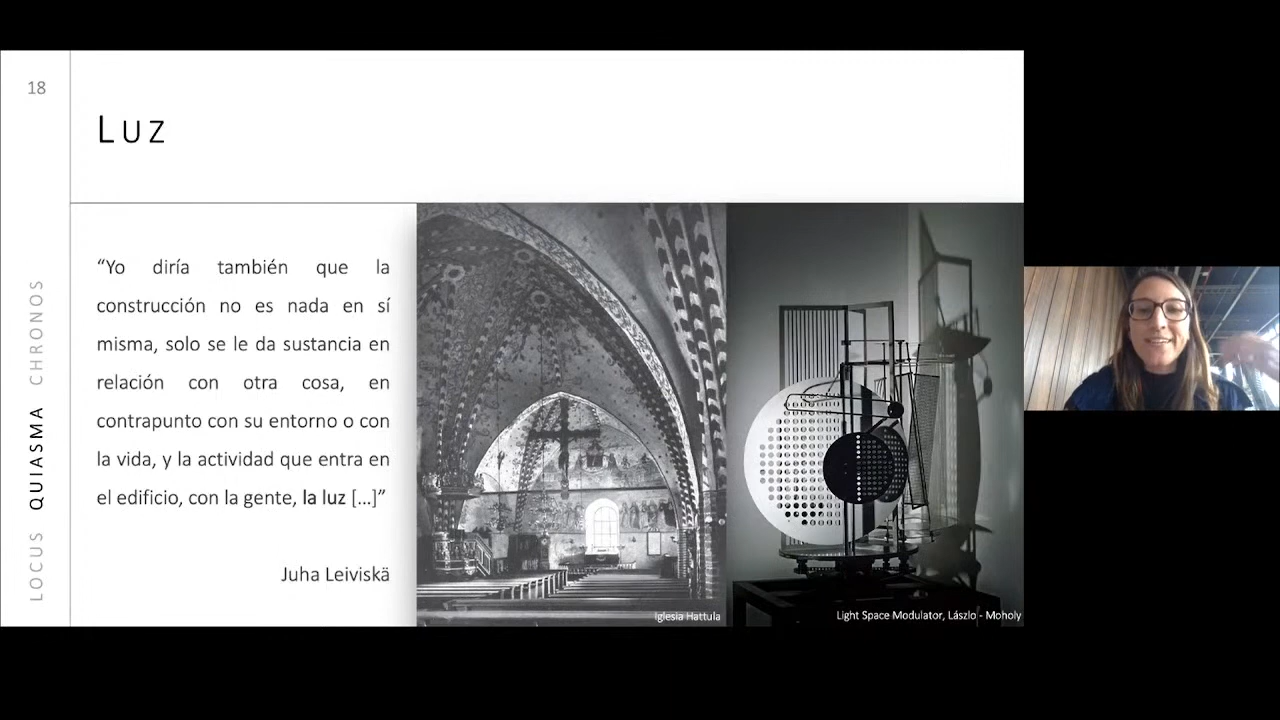 18
Luz
LOCUS QUIASMA CHRONOS
“Yo diría también que la
construcción no es nada en sí
misma, solo se le da sustancia en
relación con otra cosa, en
contrapunto con su entorno o con
la vida, y la actividad que entra en
el edificio, con la gente, la luz [...]”
Juha Leiviskä
Iglesia Hattula
Light Space Modulator, Lászlo - Moholy